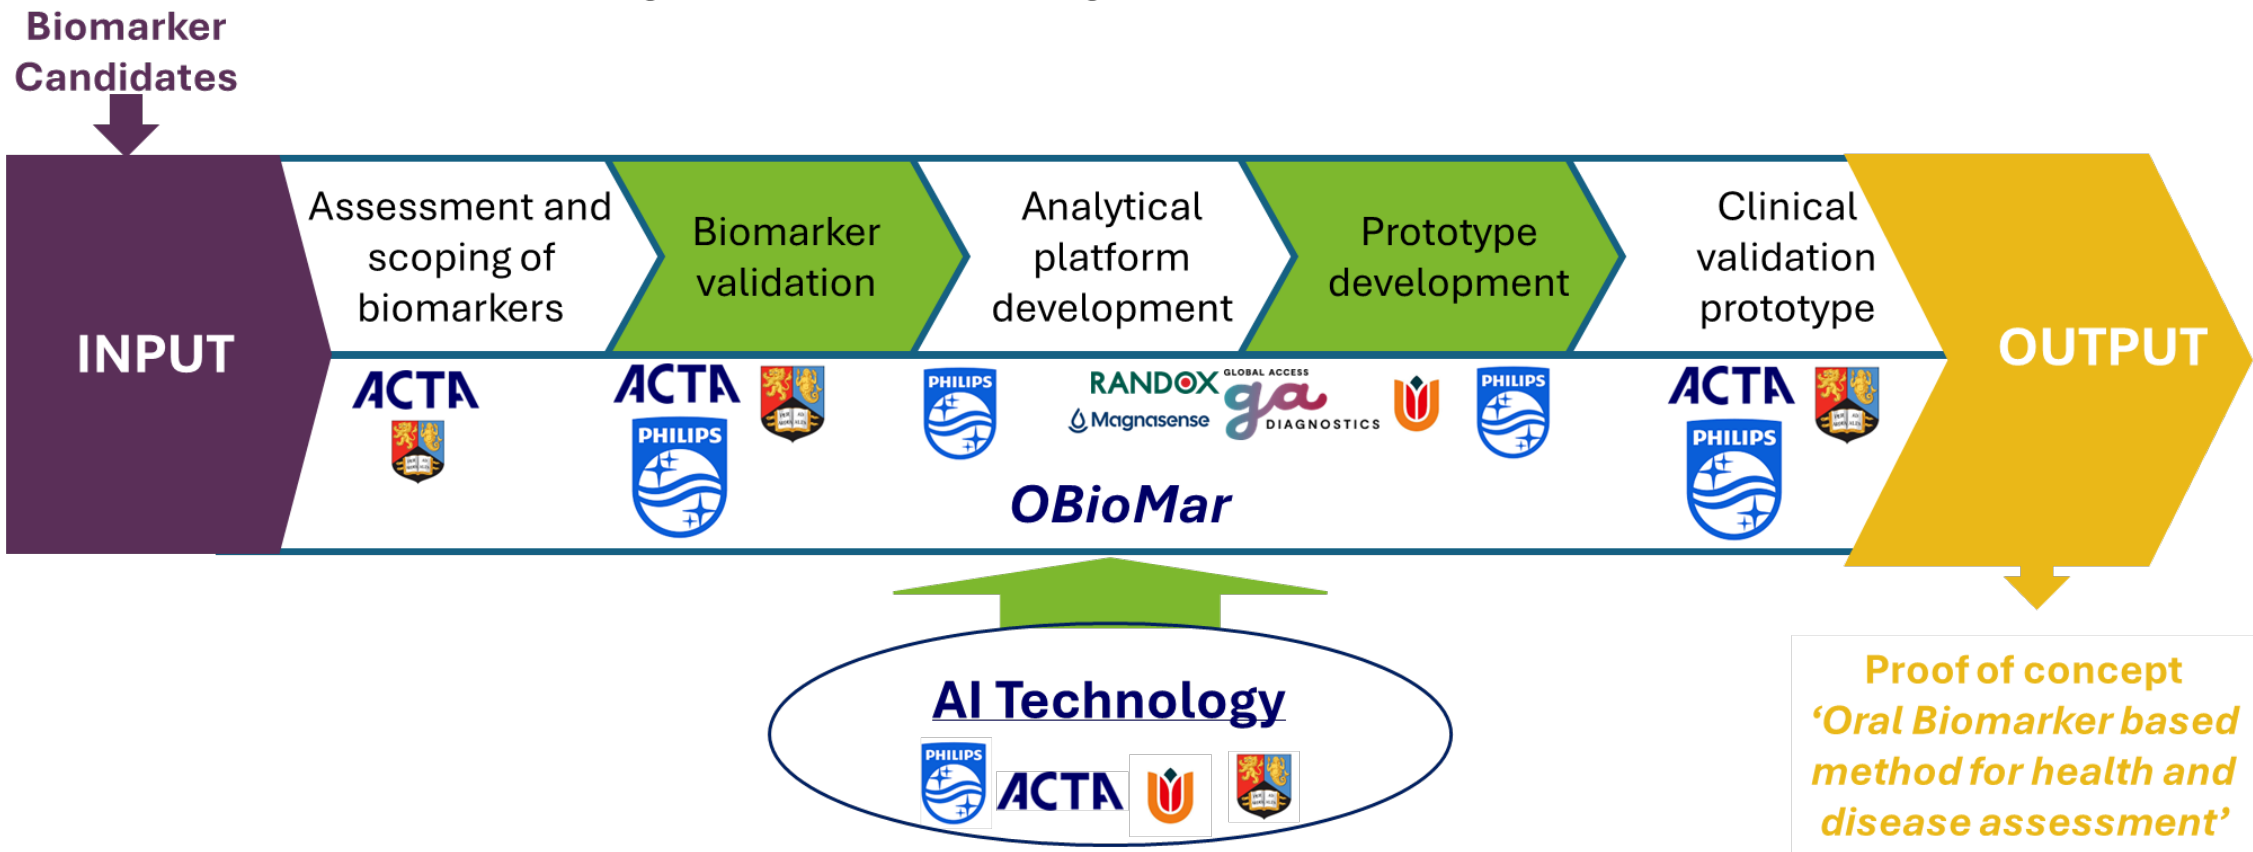 Biomarker
Candidates
INPUT
Assessment and
scoping of
biomarkers
Biomarker
validation
Analytical
platform
development
Prototype
development
Clinical
validation
prototype
OUTPUT
ACTA
ACTA
PHILIPS
PHILIPS
RANDOX
Magnasense
GLOBAL ACCESS
ga
DIAGNOSTICS
PHILIPS
ACTA
PHILIPS
OBioMar
AI Technology
PHILIPS
ACTA
Proof of concept
‘Oral Biomarker based
method for health and
disease assessment’